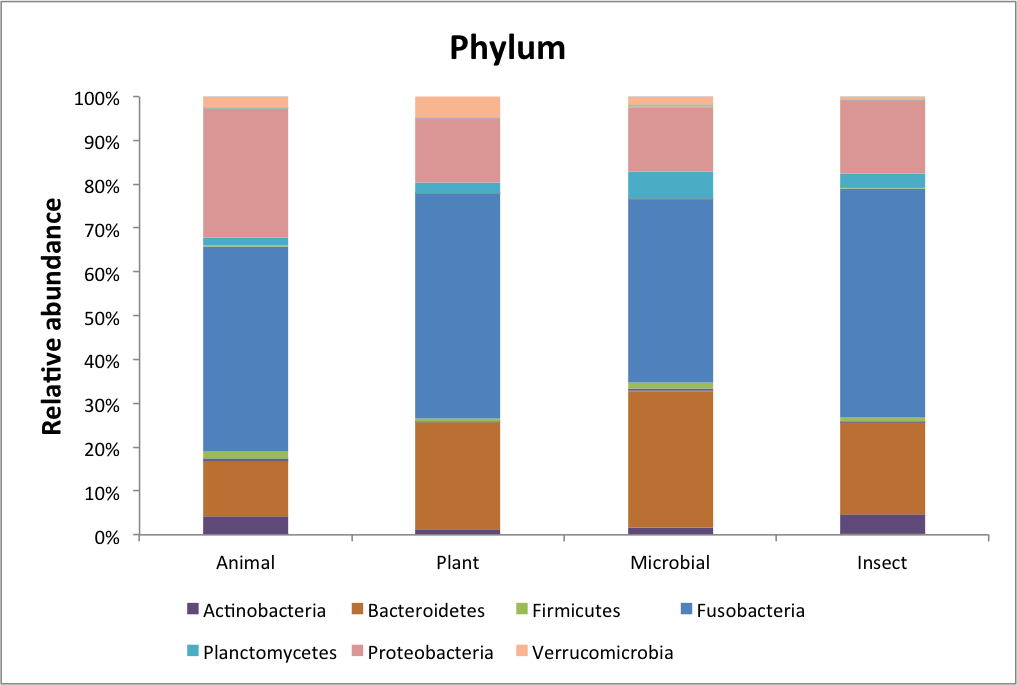 Phylum
Relative abundance
100%
90%
80%
70%
60%
50%
40%
30%
20%
10%
0%
Animal Plant Microbial Insect
Actinobacteria Bacteroidetes Firmicutes Fusobacteria
Planctomycetes Proteobacteria Verrucomicrobia